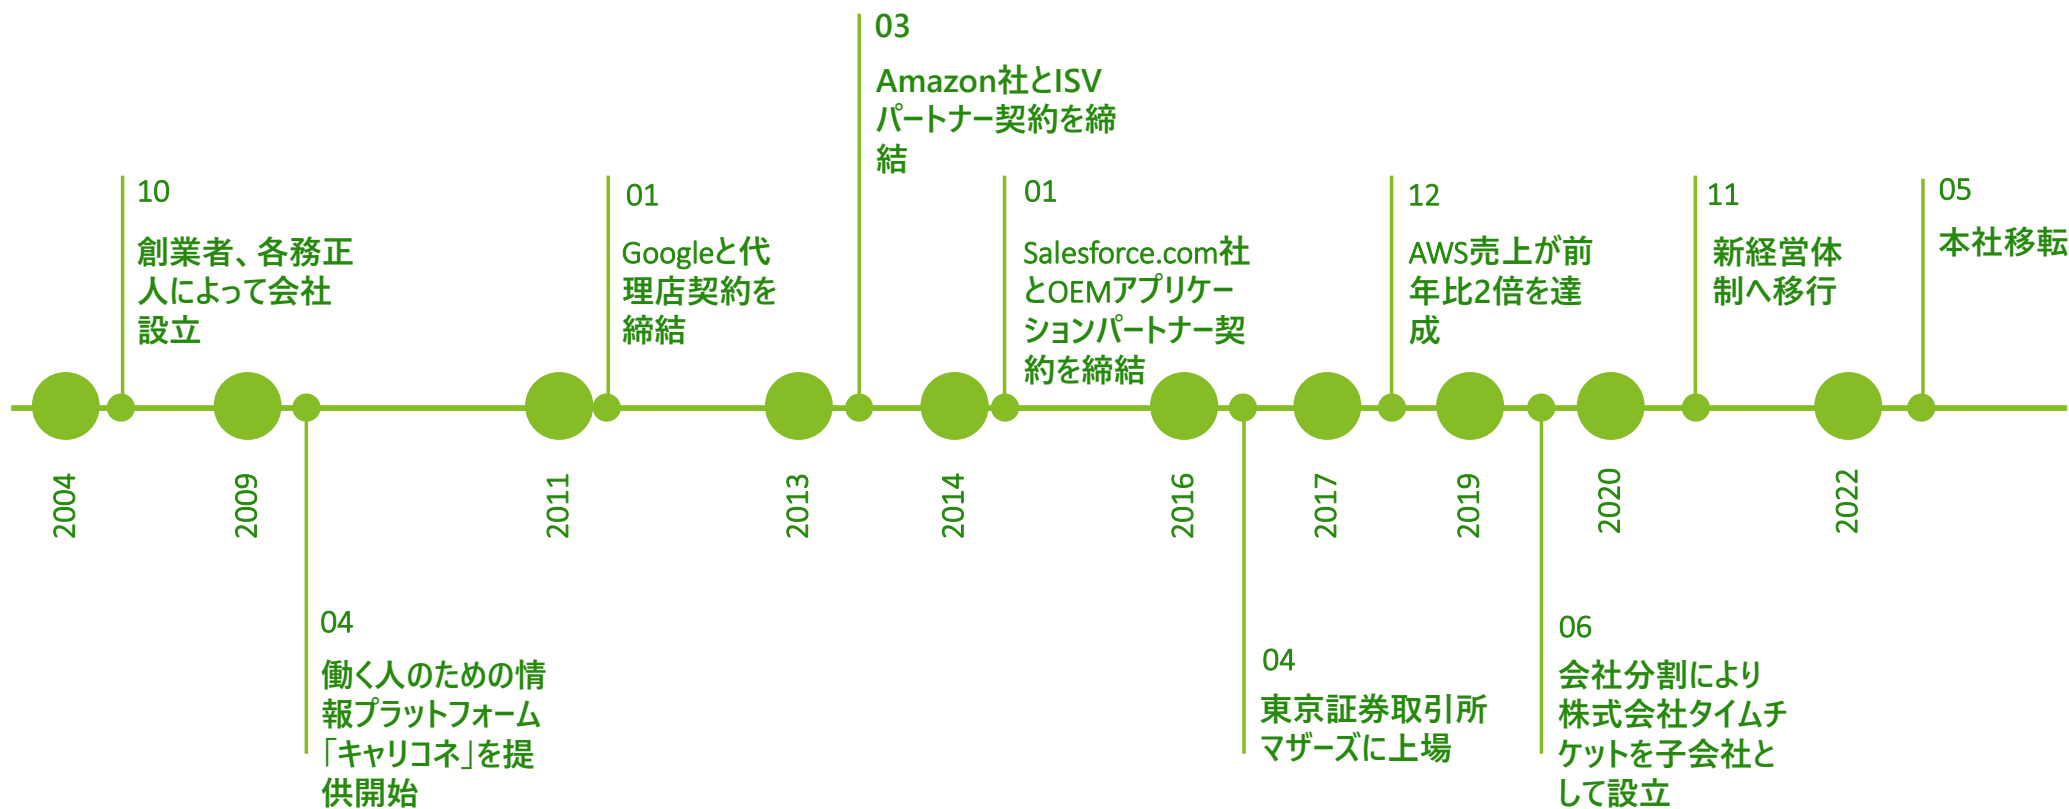 03
Amazon社とISV
パートナー契約を締
結
10
創業者、各務正
人によって会社
設立
01
Googleと代
理店契約を
締結
01
Salesforce.com社
とOEMアプリケー
ションパートナー契
約を締結
12
AWS売上が前
年比2倍を達
成
11
新経営体
制へ移行
05
本社移転
2004
2009
2011
2013
2014
2016
2017
2019
2020
2022
04
働く人のための情
報プラットフォーム
「キャリコネ」を提
供開始
04
東京証券取引所
マザーズに上場
06
会社分割により
株式会社タイムチ
ケットを子会社と
して設立